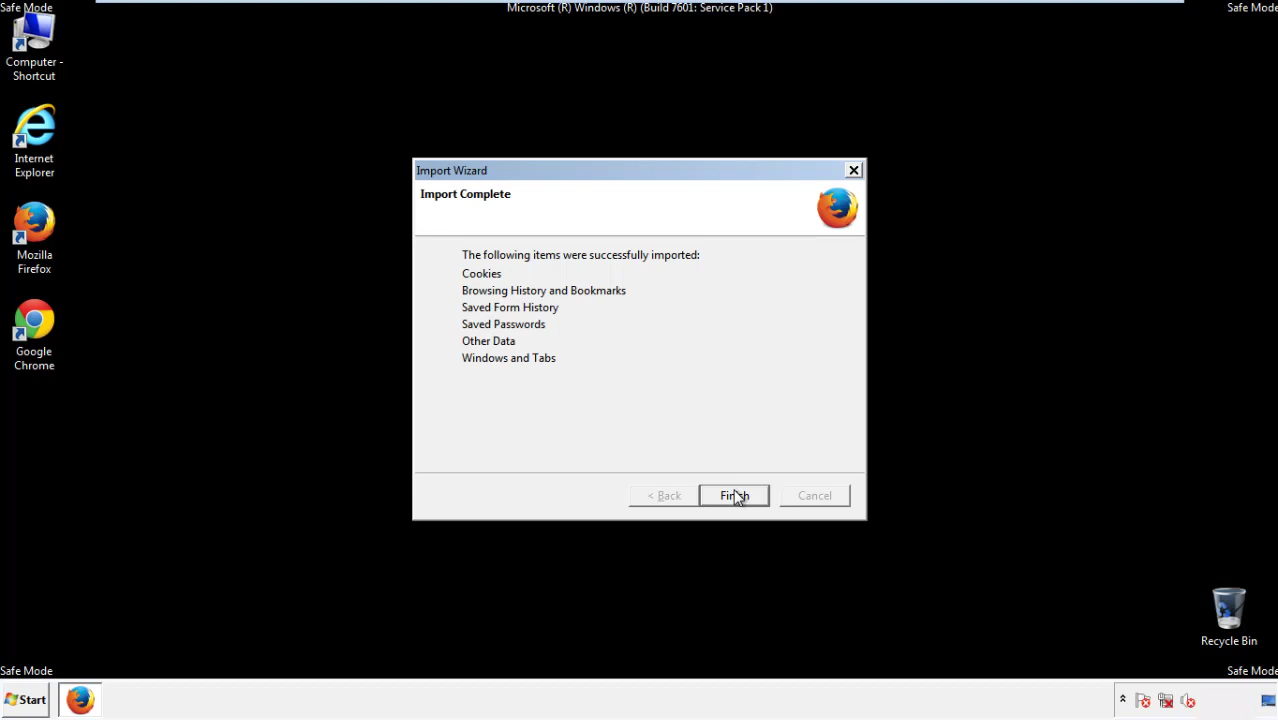 Safe Mode
Microsoft (R) Windows (R) (Build 7601: Service Pack 1)
Safe Mode
Computer -
Shortcut
Internet
Explorer
Mozilla
Firefox
Google
Chrome
Import Wizard
Import Complete
The following items were successfully imported:
Cookies
Browsing History and Bookmarks
Saved Form History
Saved Passwords
Other Data
Windows and Tabs
< Back
Finish
Cancel
Recycle Bin
Safe Mode
Safe Mode
Start